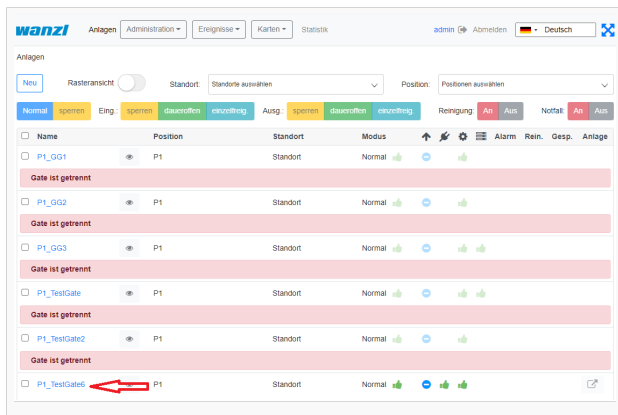 wanzl Anlagen Administration Ereignisse Karten Statistik admin Abmelden Deutsch
Anlagen
Neu Rasteransicht Standort: Standorte auswählen Position: Positionen auswählen
Normal sperren Eing.: sperren daueroffen einzelfreig. Ausg.: sperren daueroffen einzelfreig. Reinigung: An Aus Notfall: An Aus
Name Position Standort Modus Alarm Rein. Gesp. Anlage
P1_GG1 P1 Standort Normal
Gate ist getrennt
P1_GG2 P1 Standort Normal
Gate ist getrennt
P1_GG3 P1 Standort Normal
Gate ist getrennt
P1_TestGate P1 Standort Normal
Gate ist getrennt
P1_TestGate2 P1 Standort Normal
Gate ist getrennt
P1_TestGate6 P1 Standort Normal